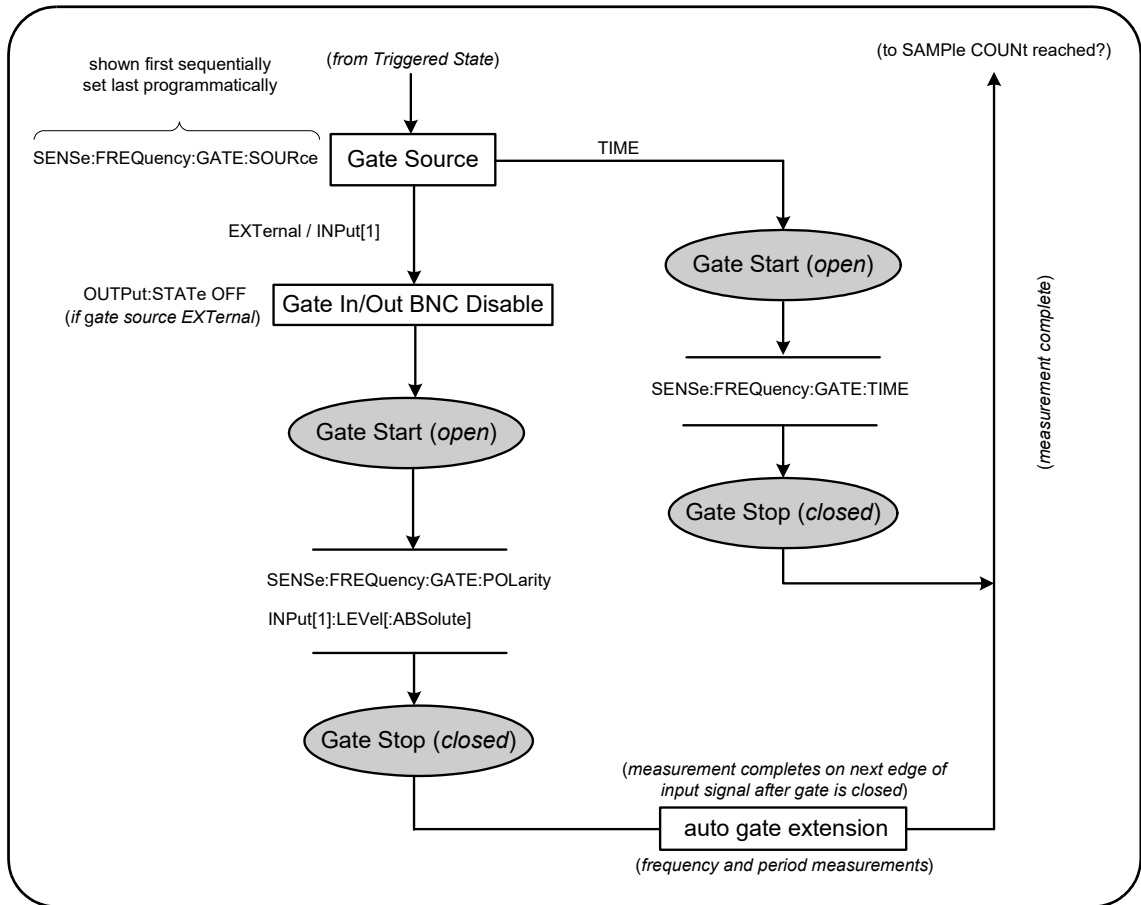 shown first sequentially
set last programmatically
(from Triggered State)
(to SAMPle COUNt reached?)
SENSe:FREQuency:GATE:SOURce
Gate Source
TIME
EXTernal / INPut[1]
Gate Start (open)
OUTPut:STATe OFF
(if gate source EXTernal)
Gate In/Out BNC Disable
SENSe:FREQuency:GATE:TIME
(measurement complete)
Gate Start (open)
Gate Stop (closed)
SENSe:FREQuency:GATE:POLarity
INPut[1]:LEVel[:ABSolute]
Gate Stop (closed)
(measurement completes on next edge of
input signal after gate is closed)
auto gate extension
(frequency and period measurements)